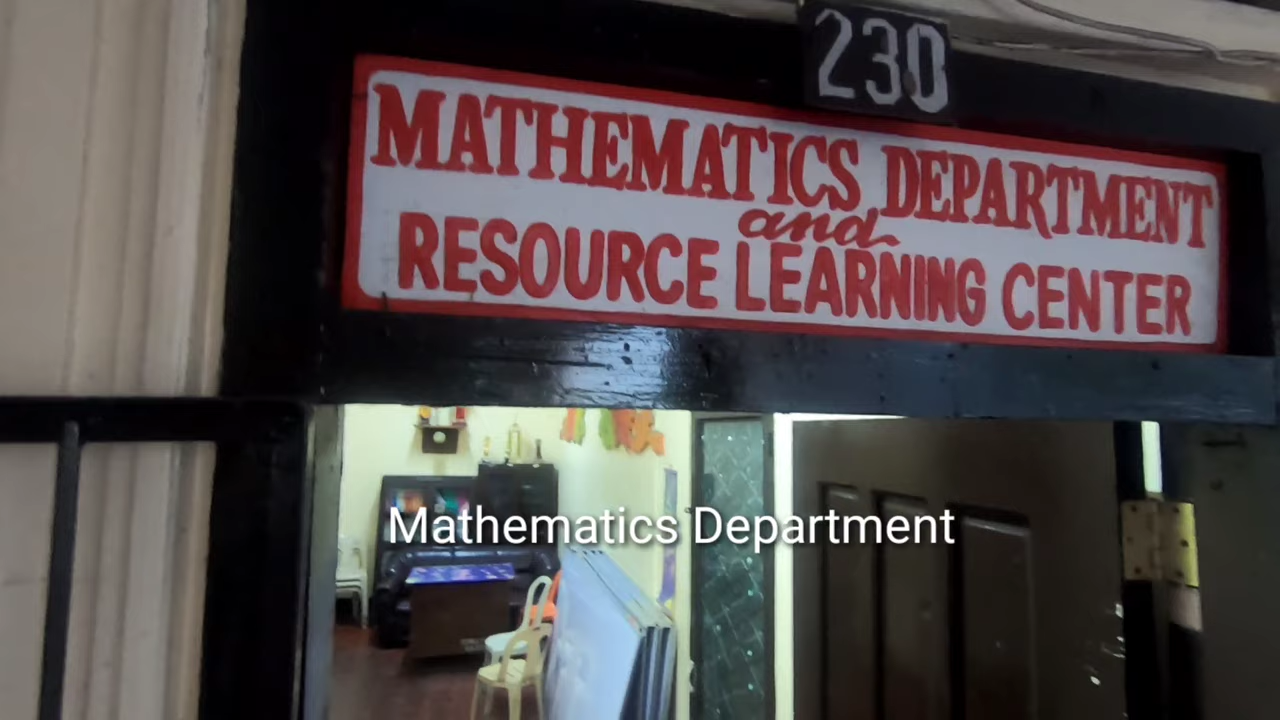 230
MATHEMATICS DEPARTMENT
and
RESOURCE LEARNING CENTER
Mathematics Department